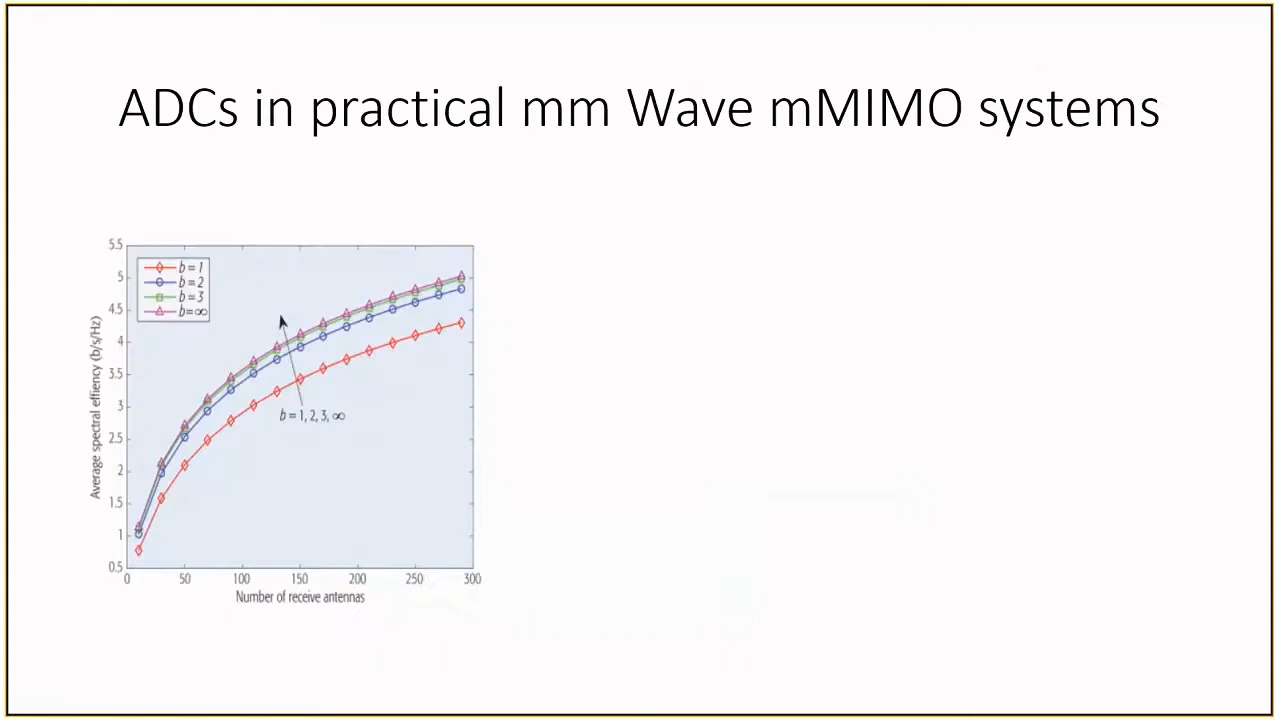 ADCs in practical mm Wave mMIMO systems
5.5
5
4.5
4
3.5
3
2.5
2
1.5
1
0.5
Average spectral effiency (b/s/Hz)
b = 1
b = 2
b = 3
b = ∞
b = 1, 2, 3, ∞
0 50 100 150 200 250 300
Number of receive antennas